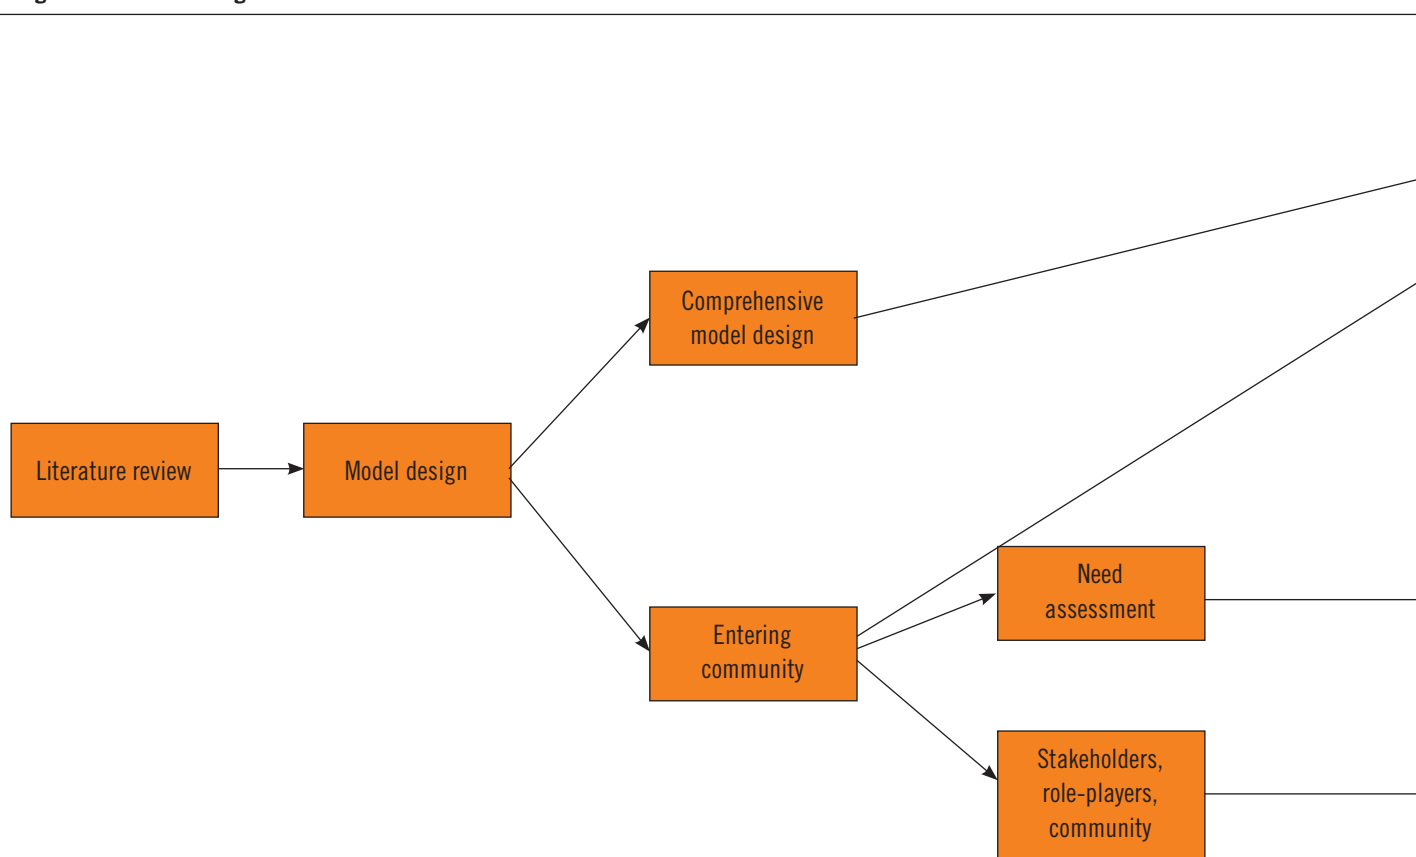 Comprehensive
model design
Literature review
Model design
Need
assessment
Entering
community
Stakeholders,
role-players,
community